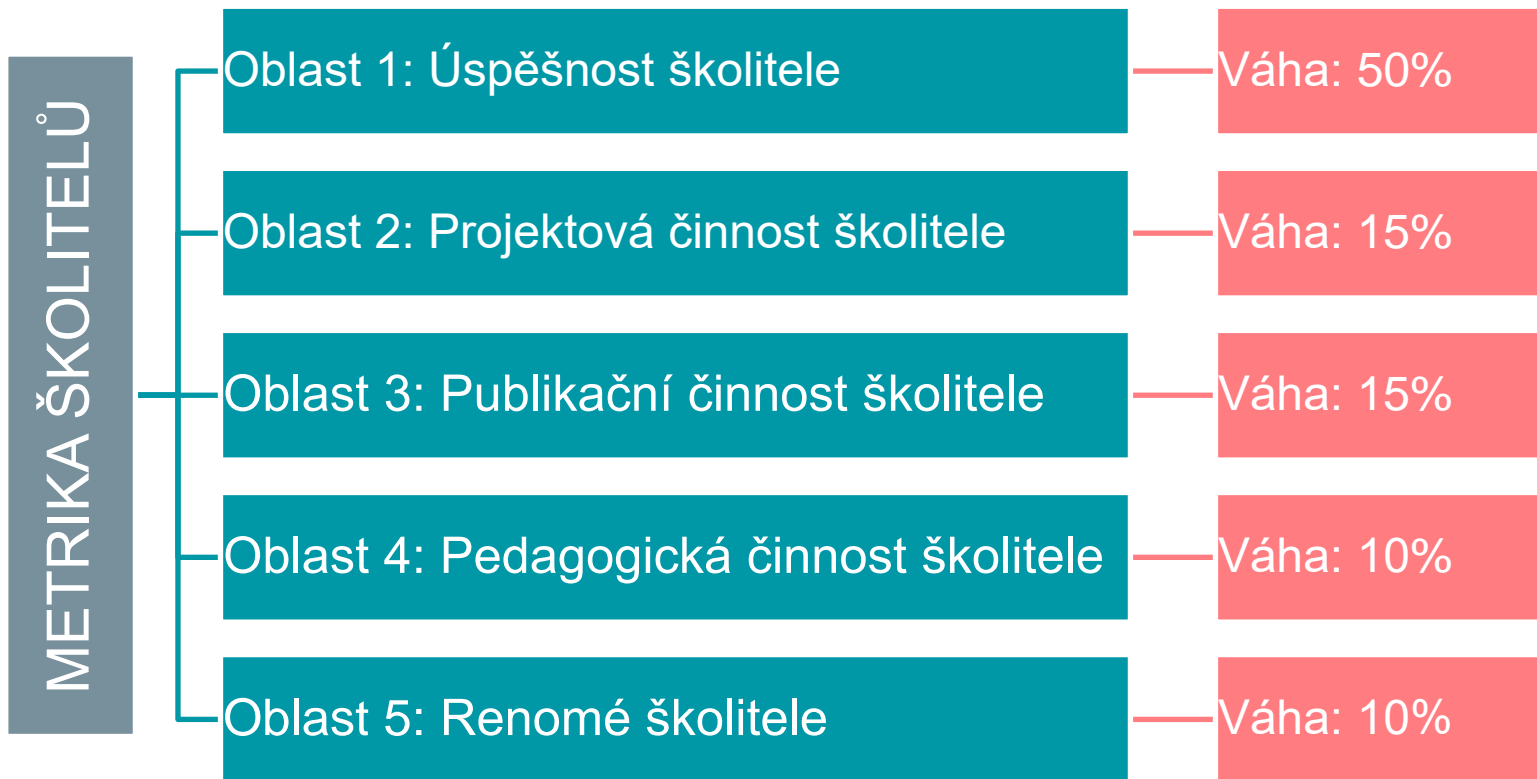 METRIKA ŠKOLITELŮ
Oblast 1: Úspěšnost školitele
Váha: 50%
Oblast 2: Projektová činnost školitele
Váha: 15%
Oblast 3: Publikační činnost školitele
Váha: 15%
Oblast 4: Pedagogická činnost školitele
Váha: 10%
Oblast 5: Renomé školitele
Váha: 10%